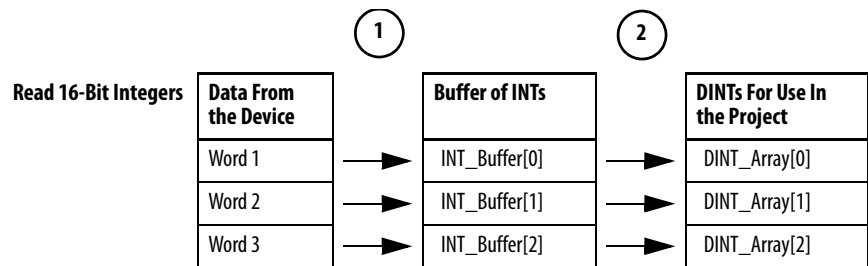 1 2
Read 16-Bit Integers Data From the Device Buffer of INTs DINTs For Use In the Project
Word 1 INT_Buffer[0] DINT_Array[0]
Word 2 INT_Buffer[1] DINT_Array[1]
Word 3 INT_Buffer[2] DINT_Array[2]